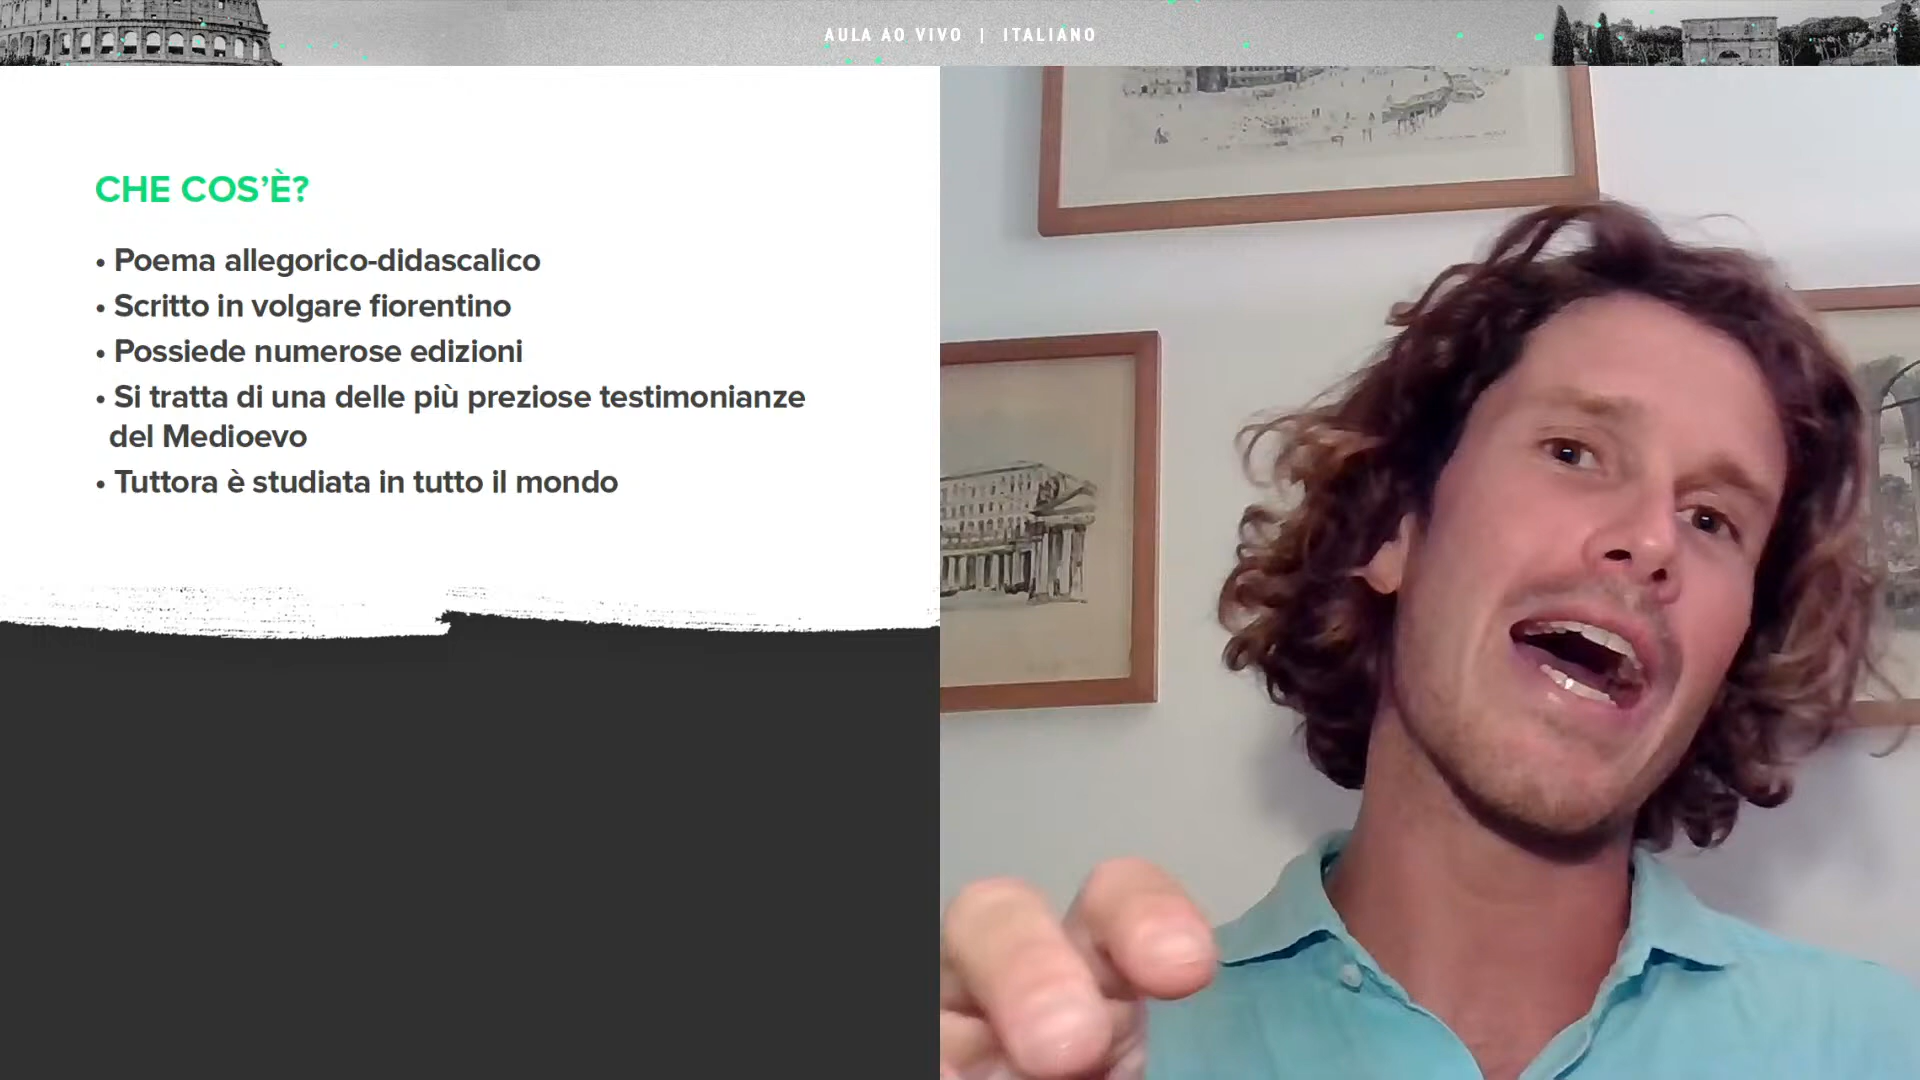 AULA AO VIVO | ITALIANO
CHE COS’È?
• Poema allegorico-didascalico
• Scritto in volgare fiorentino
• Possiede numerose edizioni
• Si tratta di una delle più preziose testimonianze
del Medioevo
• Tuttora è studiata in tutto il mondo